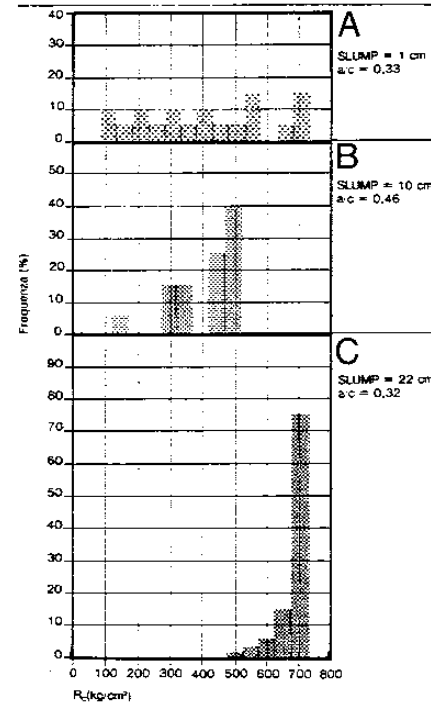 40
30
20
10
0
A
SLUMP = 1 cm
a/c = 0.33
50
40
30
20
10
0
B
SLUMP = 10 cm
a/c = 0.46
Frequenza (%)
90
80
70
60
50
40
30
20
10
0
C
SLUMP = 22 cm
a/c = 0.32
0 100 200 300 400 500 600 700 800
Rc(kg/cm²)